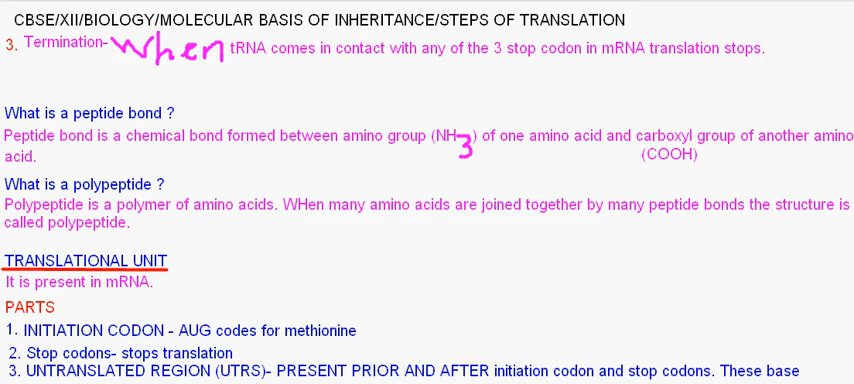 CBSE/XII/BIOLOGY/MOLECULAR BASIS OF INHERITANCE/STEPS OF TRANSLATION
3. Termination- When tRNA comes in contact with any of the 3 stop codon in mRNA translation stops.
What is a peptide bond ?
Peptide bond is a chemical bond formed between amino group (NH3) of one amino acid and carboxyl group of another amino
acid. (COOH)
What is a polypeptide ?
Polypeptide is a polymer of amino acids. WHen many amino acids are joined together by many peptide bonds the structure is
called polypeptide.
TRANSLATIONAL UNIT
It is present in mRNA.
PARTS
1. INITIATION CODON - AUG codes for methionine
2. Stop codons- stops translation
3. UNTRANSLATED REGION (UTRS)- PRESENT PRIOR AND AFTER initiation codon and stop codons. These base